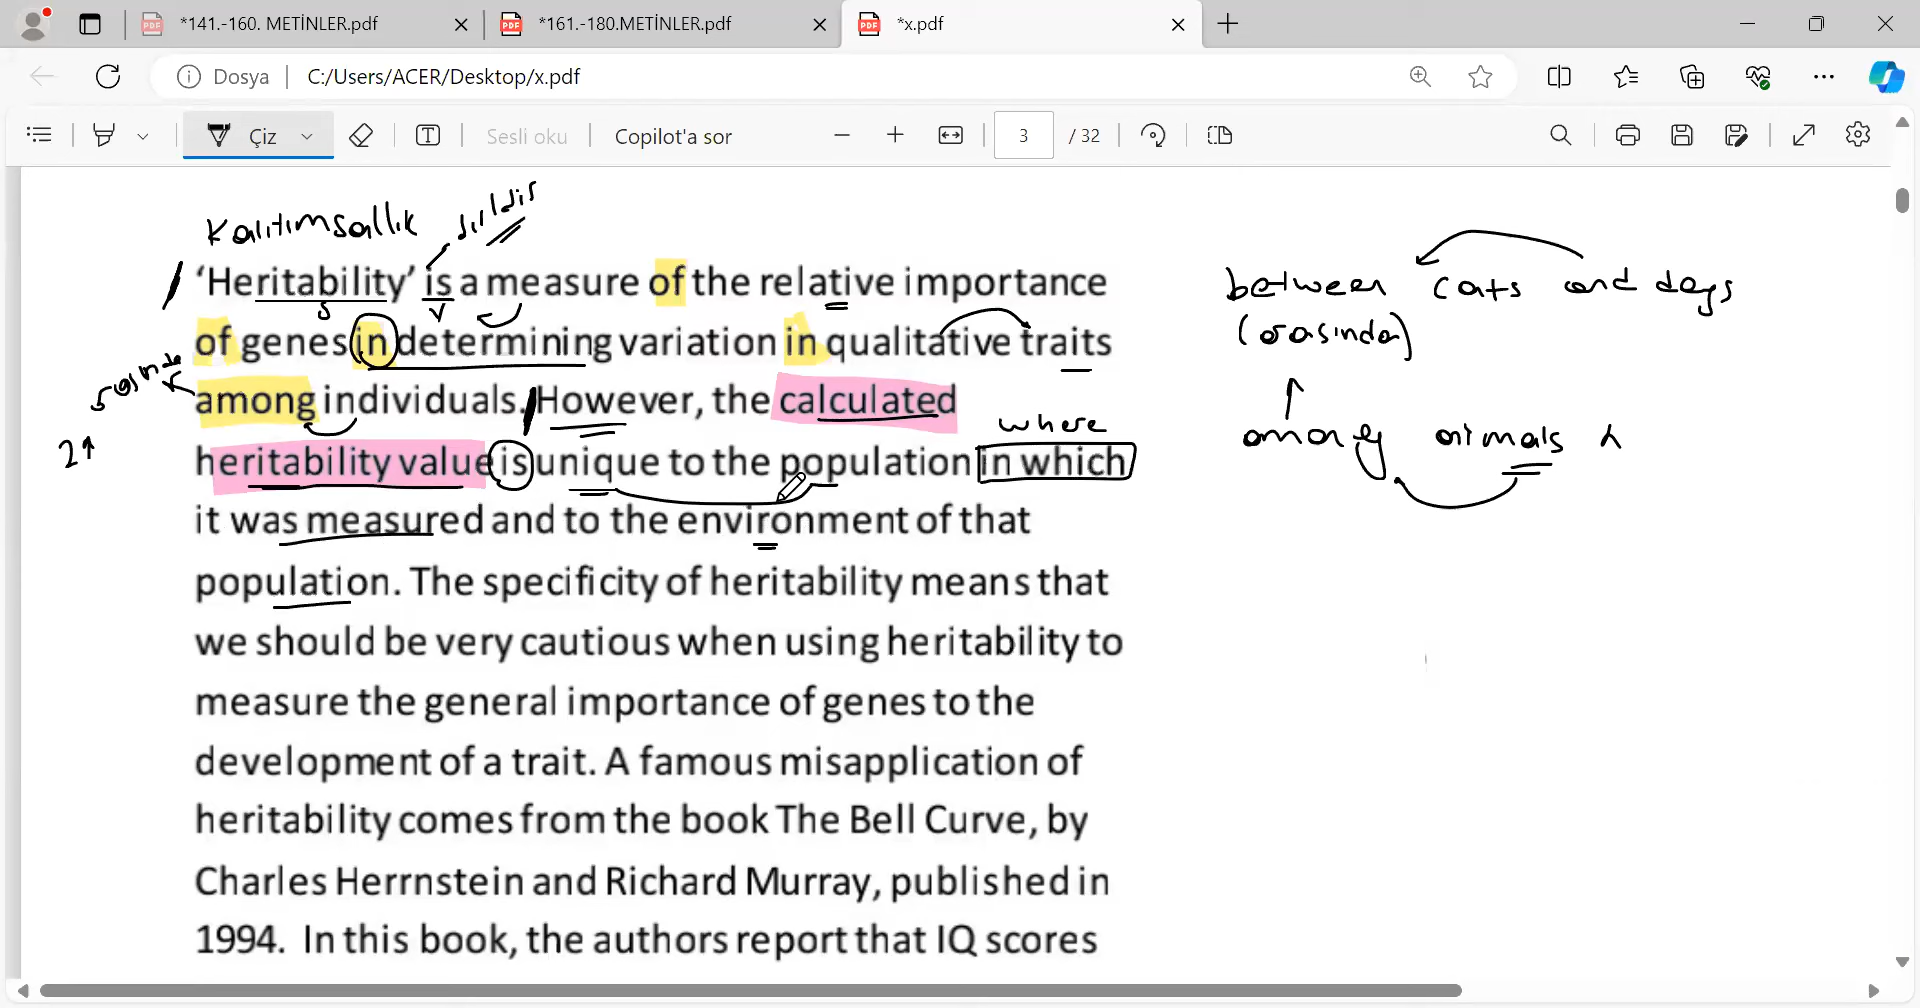 *141.-160. METİNLER.pdf
*161.-180.METİNLER.pdf
*x.pdf
Dosya
C:/Users/ACER/Desktop/x.pdf
Çiz
Sesli oku
Copilot'a sor
3
/ 32
Kalıtımsallık
'Heritability' is a measure of the relative importance
s
v
of genes in determining variation in qualitative traits
among individuals. However, the calculated
2↑
where
heritability value is unique to the population in which
it was measured and to the environment of that
population. The specificity of heritability means that
we should be very cautious when using heritability to
measure the general importance of genes to the
development of a trait. A famous misapplication of
heritability comes from the book The Bell Curve, by
Charles Herrnstein and Richard Murray, published in
1994. In this book, the authors report that IQ scores
between cats and dogs
(arasında)
among animals